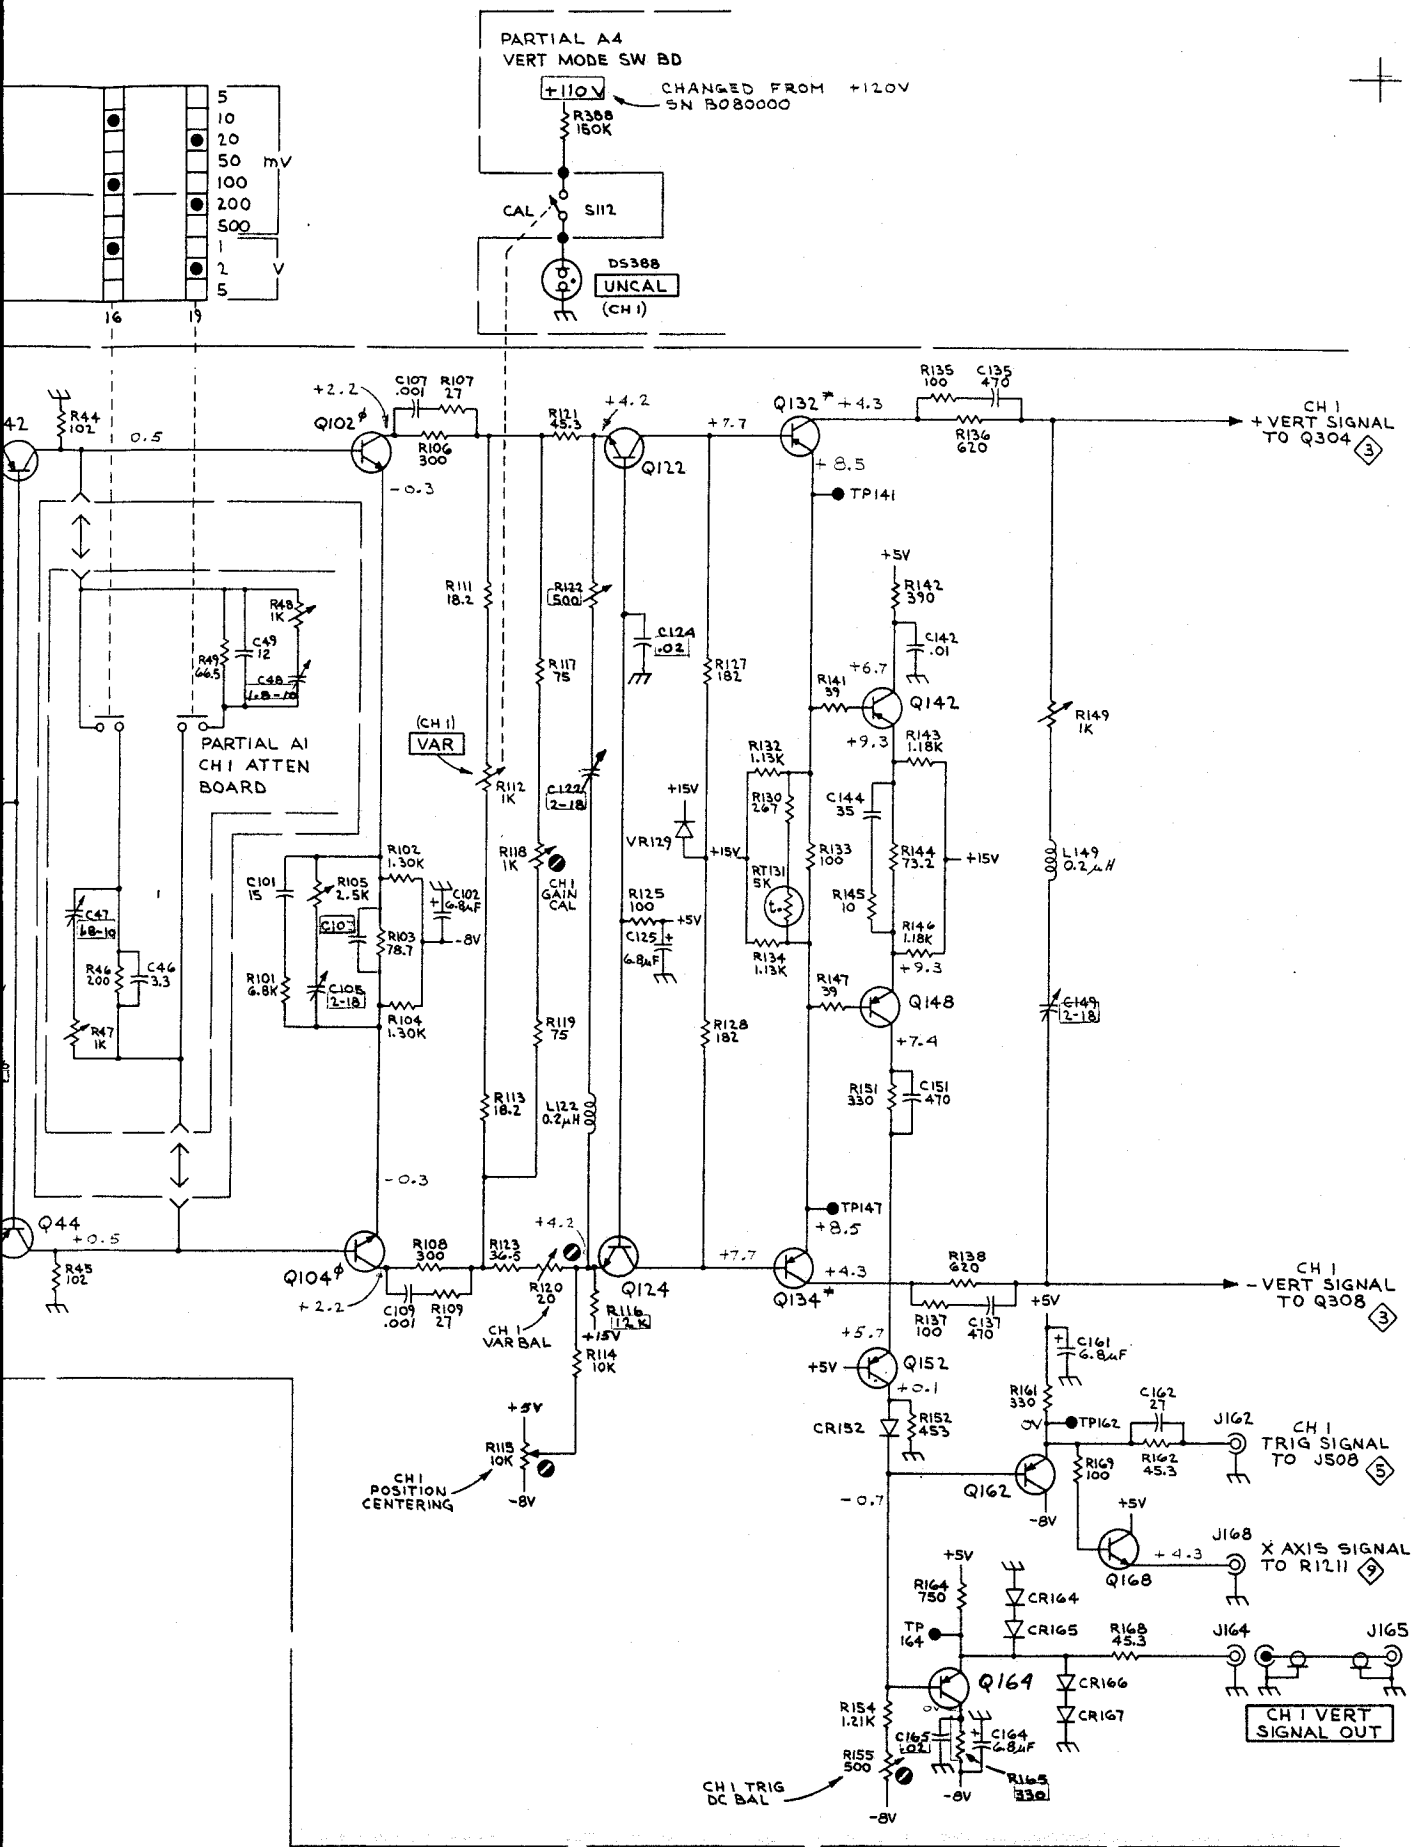 PARTIAL A4
VERT MODE SW BD
+110V
CHANGED FROM +120V
SN B080000
R388
150K
CAL
S112
DS388
UNCAL
(CH 1)
5
10
20
50
100
200
500
mV
1
2
5
V
16
19
42
R44
102
0.5
+2.2
Q102
C107
.001
R107
27
R106
300
-0.3
R121
45.3
+4.2
Q122
+7.7
Q132*
+4.3
+8.5
TP141
R135
100
C135
470
R136
620
CH 1
+ VERT SIGNAL
TO Q304
3
R48
1K
C49
12
R49
66.5
C48
PARTIAL A1
CH1 ATTEN
BOARD
C47
R46
200
C46
3.3
R47
1K
R111
18.2
R122
500
C124
.02
R117
75
R127
182
(CH 1)
VAR
R112
1K
C122
2-18
+5V
R142
390
C142
.01
+6.7
R141
39
Q142
+9.3
R143
1.18K
R149
1K
R132
1.13K
R130
267
+15V
VR129
+15V
C144
35
R133
100
R144
73.2
+15V
L149
0.2µH
RT131
5K
t°
R145
10
R146
1.18K
+9.3
R134
1.13K
R147
39
Q148
C149
2-18
R102
1.30K
C101
15
R105
2.5K
C102
6.8µF
C103
R103
78.7
-8V
R101
6.8K
C105
2-18
R104
1.30K
R118
1K
CH 1
GAIN
CAL
R125
100
+5V
C125
6.8µF
R119
75
R128
182
+7.4
R113
18.2
L122
0.2µH
R151
330
C151
470
-0.3
TP147
+8.5
Q44
+0.5
R45
102
Q104
+2.2
R108
300
C109
.001
R109
27
R123
36.5
+4.2
R120
20
CH 1
VAR BAL
Q124
R116
12K
+15V
R114
10K
+7.7
+4.3
Q134*
R138
620
R137
100
C137
470
CH 1
- VERT SIGNAL
TO Q308
3
+5V
R115
10K
-8V
CH1
POSITION
CENTERING
+5.7
+5V
Q152
+0.1
CR152
R152
453
-0.7
+5V
C161
6.8µF
R161
330
0V
TP162
C162
27
R162
45.3
J162
CH 1
TRIG SIGNAL
TO J508
5
Q162
-8V
R169
100
+5V
Q168
+4.3
J168
X AXIS SIGNAL
TO R1211
9
+5V
R164
750
TP
164
CR164
CR165
R168
45.3
J164
J165
Q164
CR166
CR167
CH 1 VERT
SIGNAL OUT
R154
1.21K
0V
C165
.02
C164
6.8µF
R165
330
-8V
R155
500
-8V
CH 1 TRIG
DC BAL